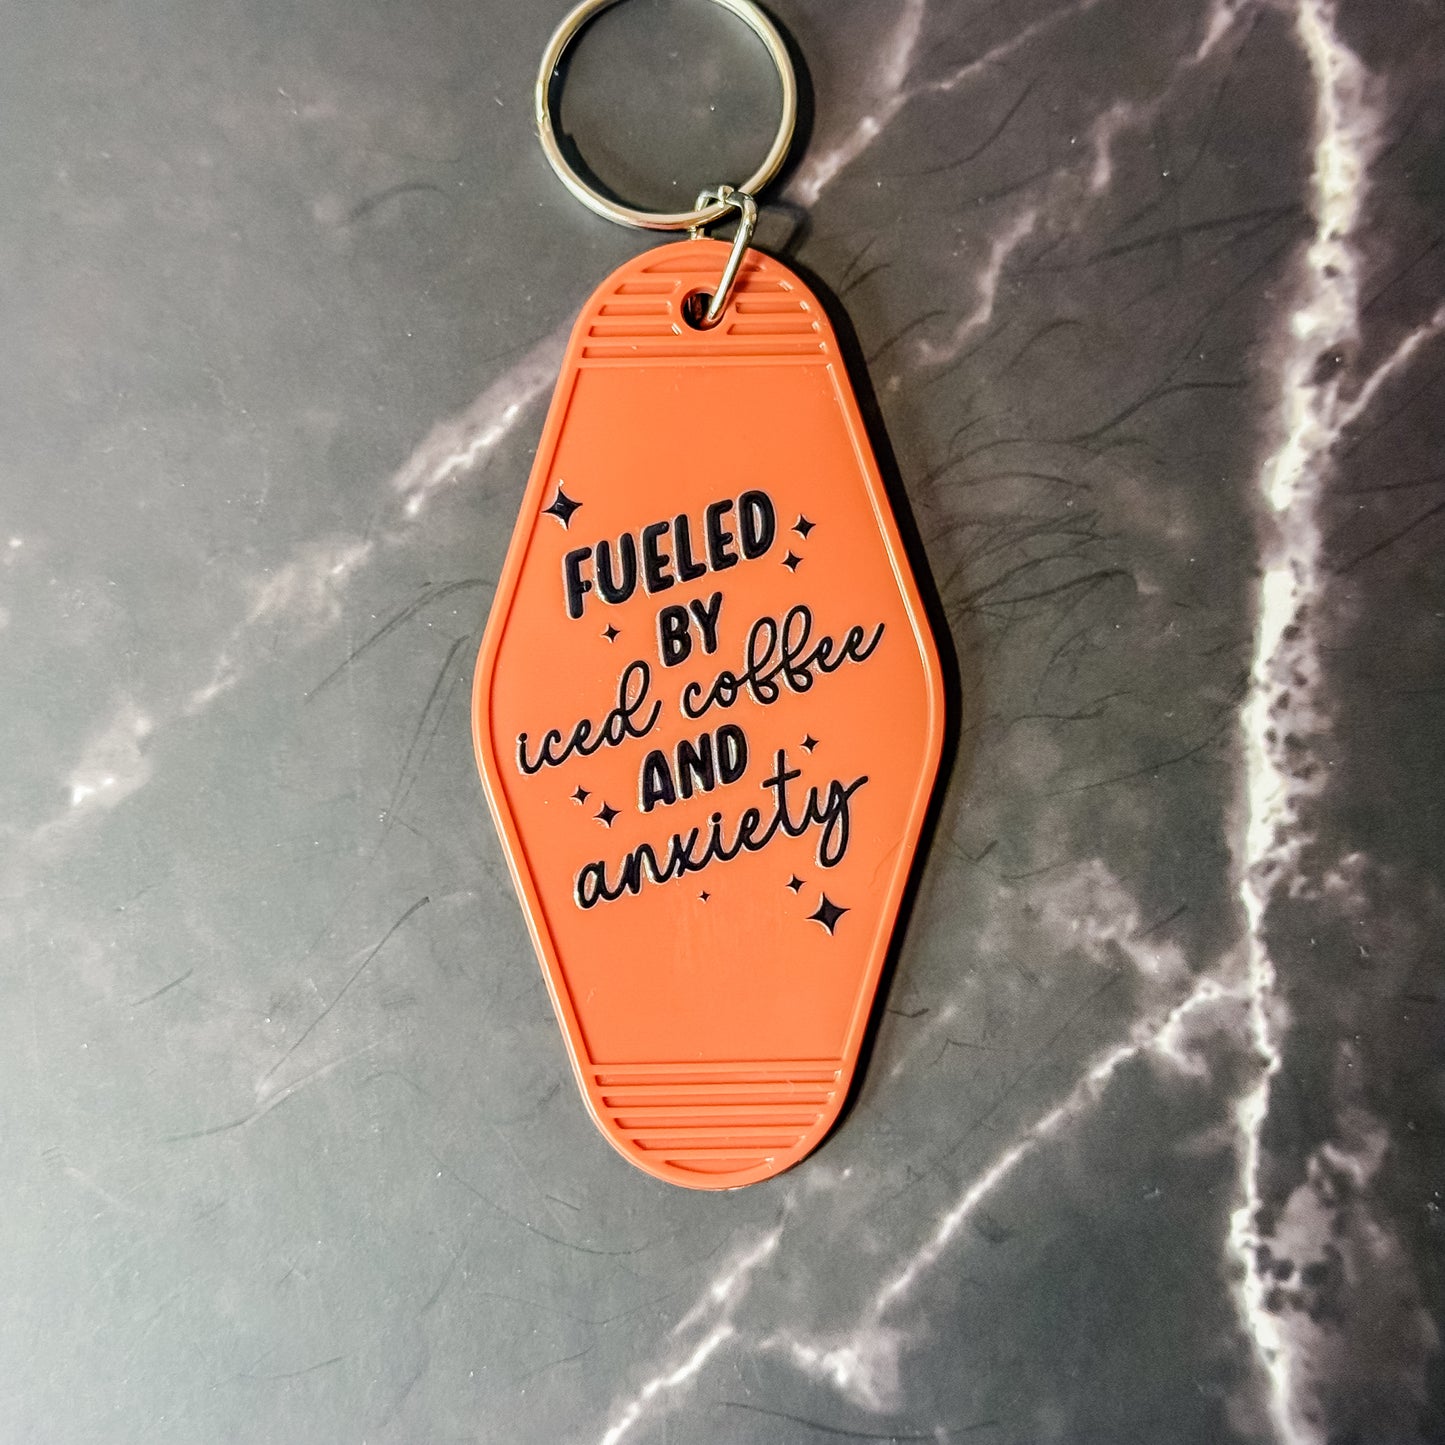 FUELED
BY
iced coffee
AND
anxiety